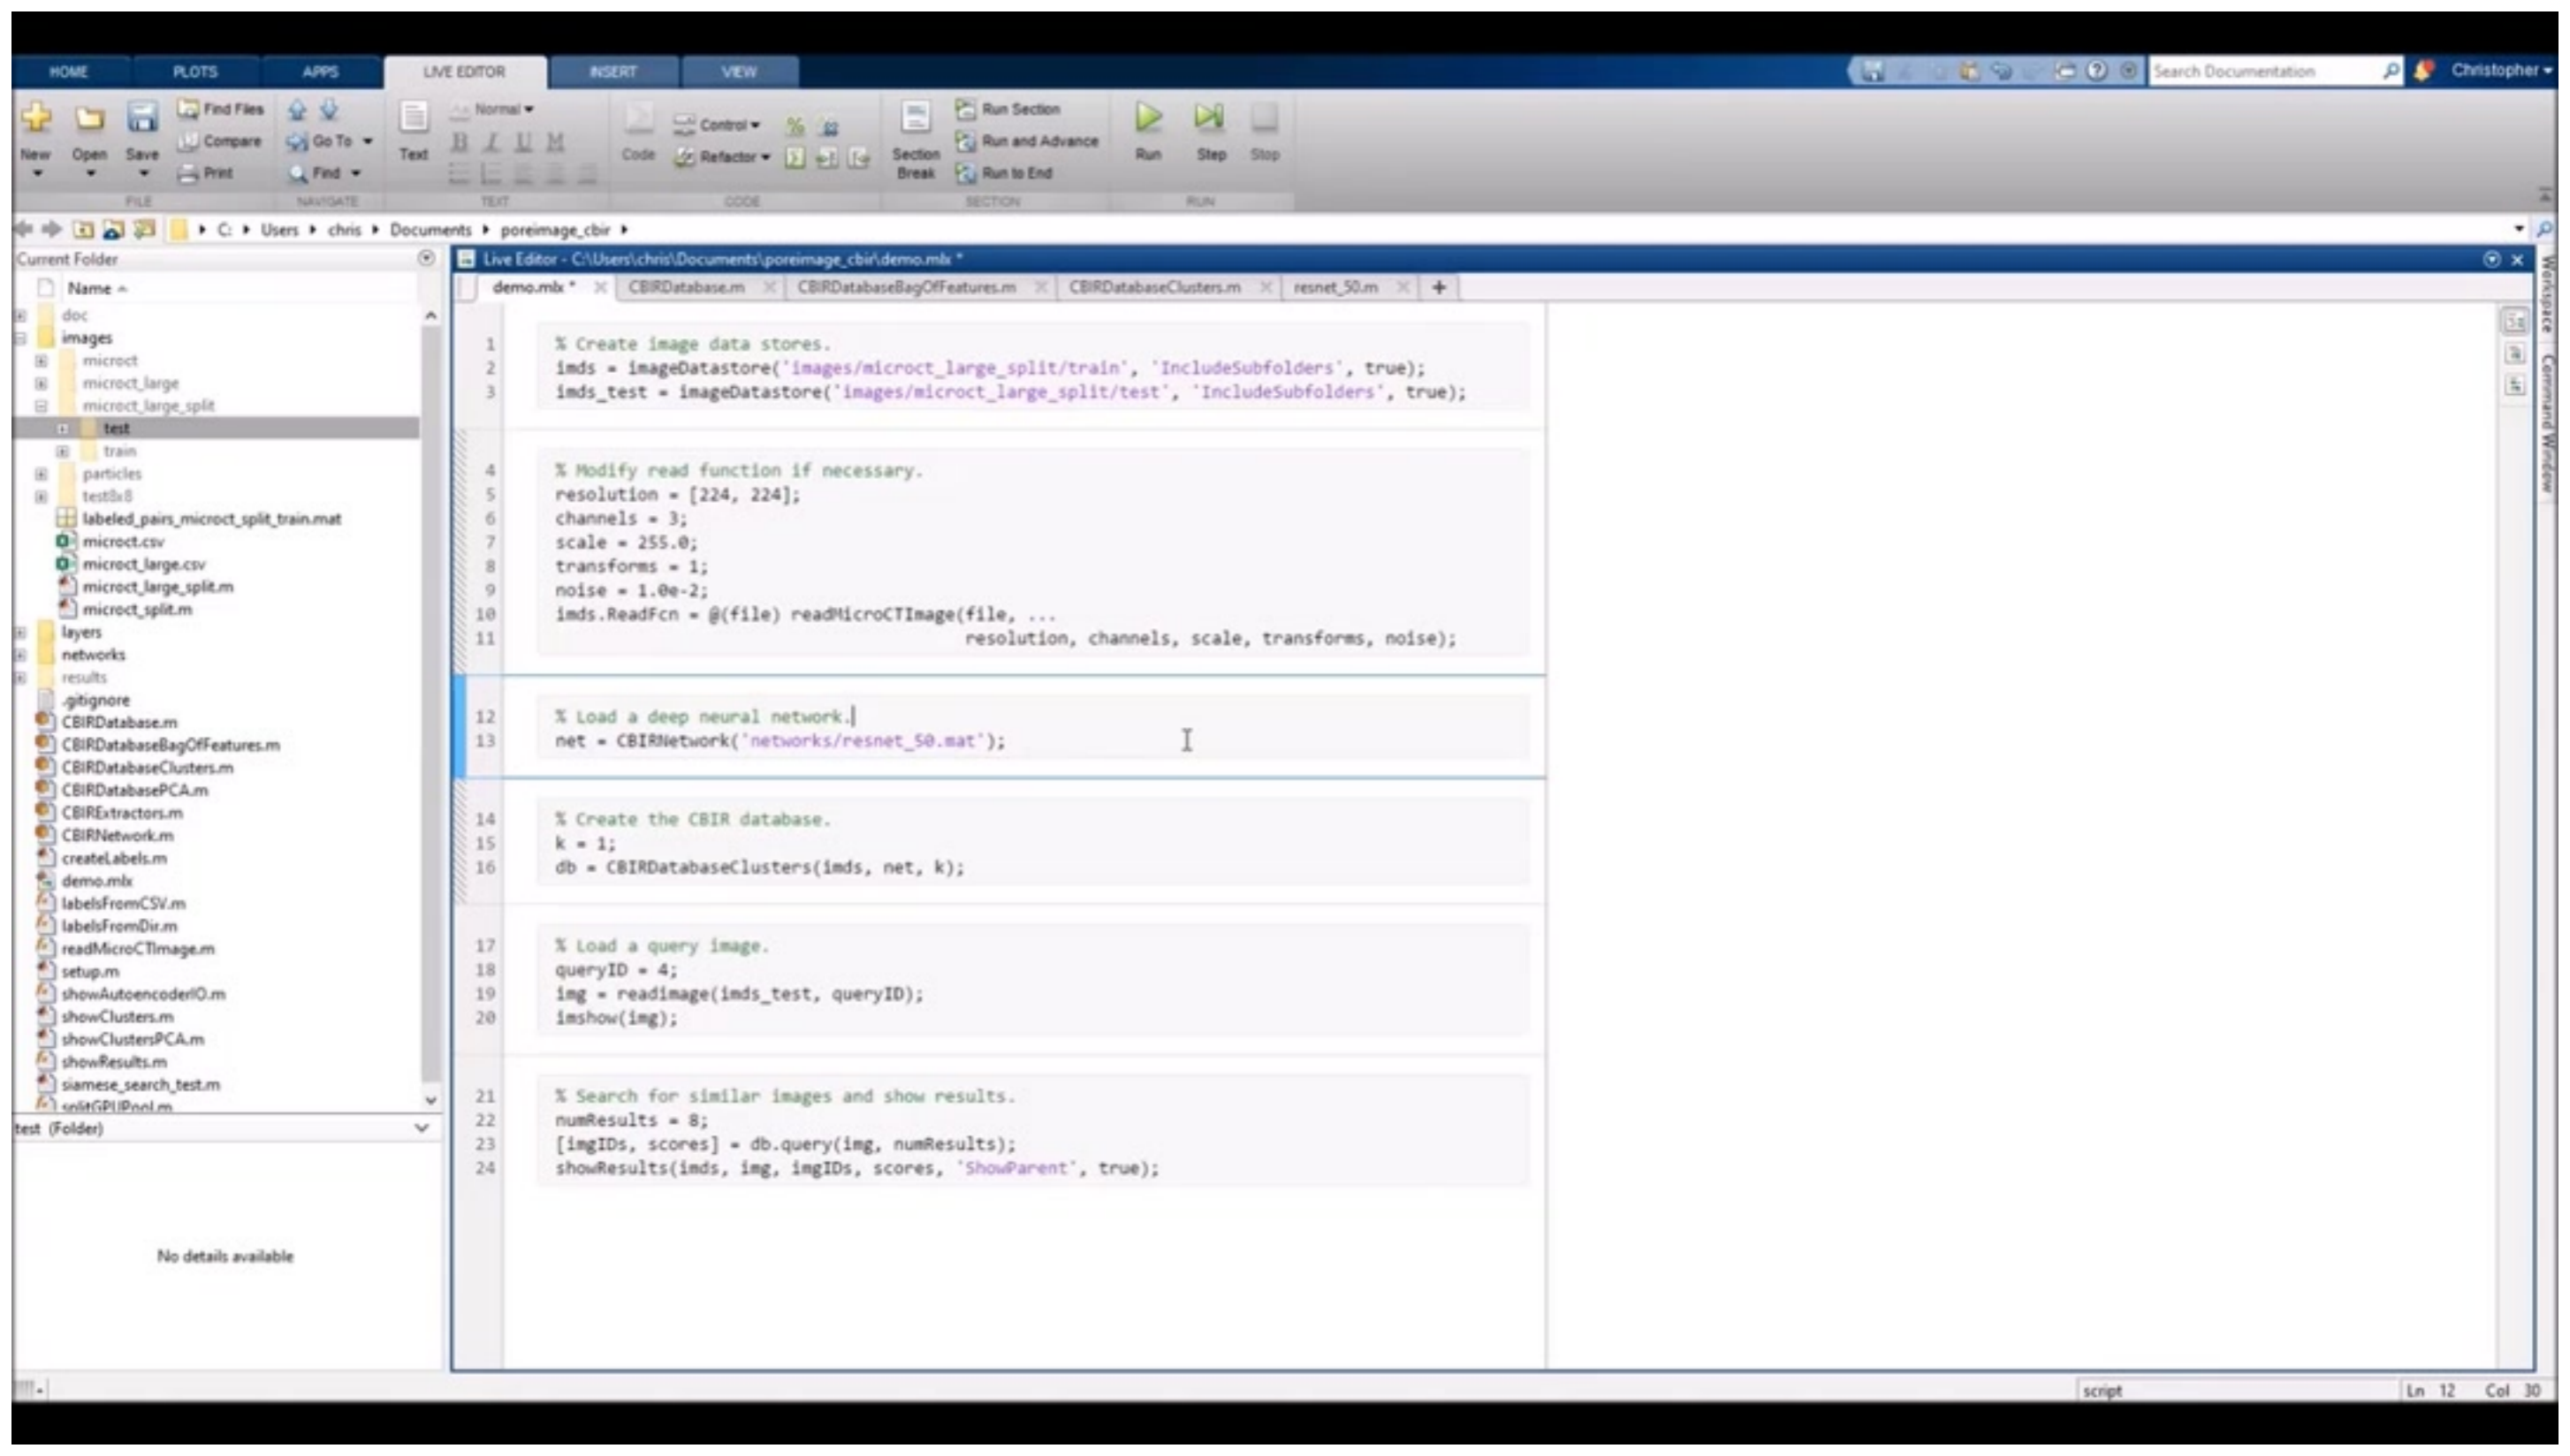 HOME PLOTS APPS LIVE EDITOR INSERT VIEW Search Documentation Christopher
New Open Save Find Files Compare Print Go To Find Text Normal B I U M Code Control Refactor Section Break Run Section Run and Advance Run to End Run Step Stop
FILE NAVIGATE TEXT CODE SECTION RUN
C: Users chris Documents poreimage_cbir
Current Folder
Name
doc
images
microct
microct_large
microct_large_split
test
train
particles
test8x8
labeled_pairs_microct_split_train.mat
microct.csv
microct_large.csv
microct_large_split.m
microct_split.m
layers
networks
results
.gitignore
CBIRDatabase.m
CBIRDatabaseBagOfFeatures.m
CBIRDatabaseClusters.m
CBIRDatabasePCA.m
CBIRExtractors.m
CBIRNetwork.m
createLabels.m
demo.mlx
labelsFromCSV.m
labelsFromDir.m
readMicroCTImage.m
setup.m
showAutoencoderIO.m
showClusters.m
showClustersPCA.m
showResults.m
siamese_search_test.m
splitGPUPool.m
test (Folder)
No details available
Live Editor - C:\Users\chris\Documents\poreimage_cbir\demo.mlx *
demo.mlx * CBIRDatabase.m CBIRDatabaseBagOfFeatures.m CBIRDatabaseClusters.m resnet_50.m +
1 % Create image data stores.
2 imds = imageDatastore('images/microct_large_split/train', 'IncludeSubfolders', true);
3 imds_test = imageDatastore('images/microct_large_split/test', 'IncludeSubfolders', true);
4 % Modify read function if necessary.
5 resolution = [224, 224];
6 channels = 3;
7 scale = 255.0;
8 transforms = 1;
9 noise = 1.0e-2;
10 imds.ReadFcn = @(file) readMicroCTImage(file, ...
11 resolution, channels, scale, transforms, noise);
12 % Load a deep neural network.
13 net = CBIRNetwork('networks/resnet_50.mat');
14 % Create the CBIR database.
15 k = 1;
16 db = CBIRDatabaseClusters(imds, net, k);
17 % Load a query image.
18 queryID = 4;
19 img = readimage(imds_test, queryID);
20 imshow(img);
21 % Search for similar images and show results.
22 numResults = 8;
23 [imgIDs, scores] = db.query(img, numResults);
24 showResults(imds, img, imgIDs, scores, 'ShowParent', true);
Workspace
Command Window
script Ln 12 Col 30